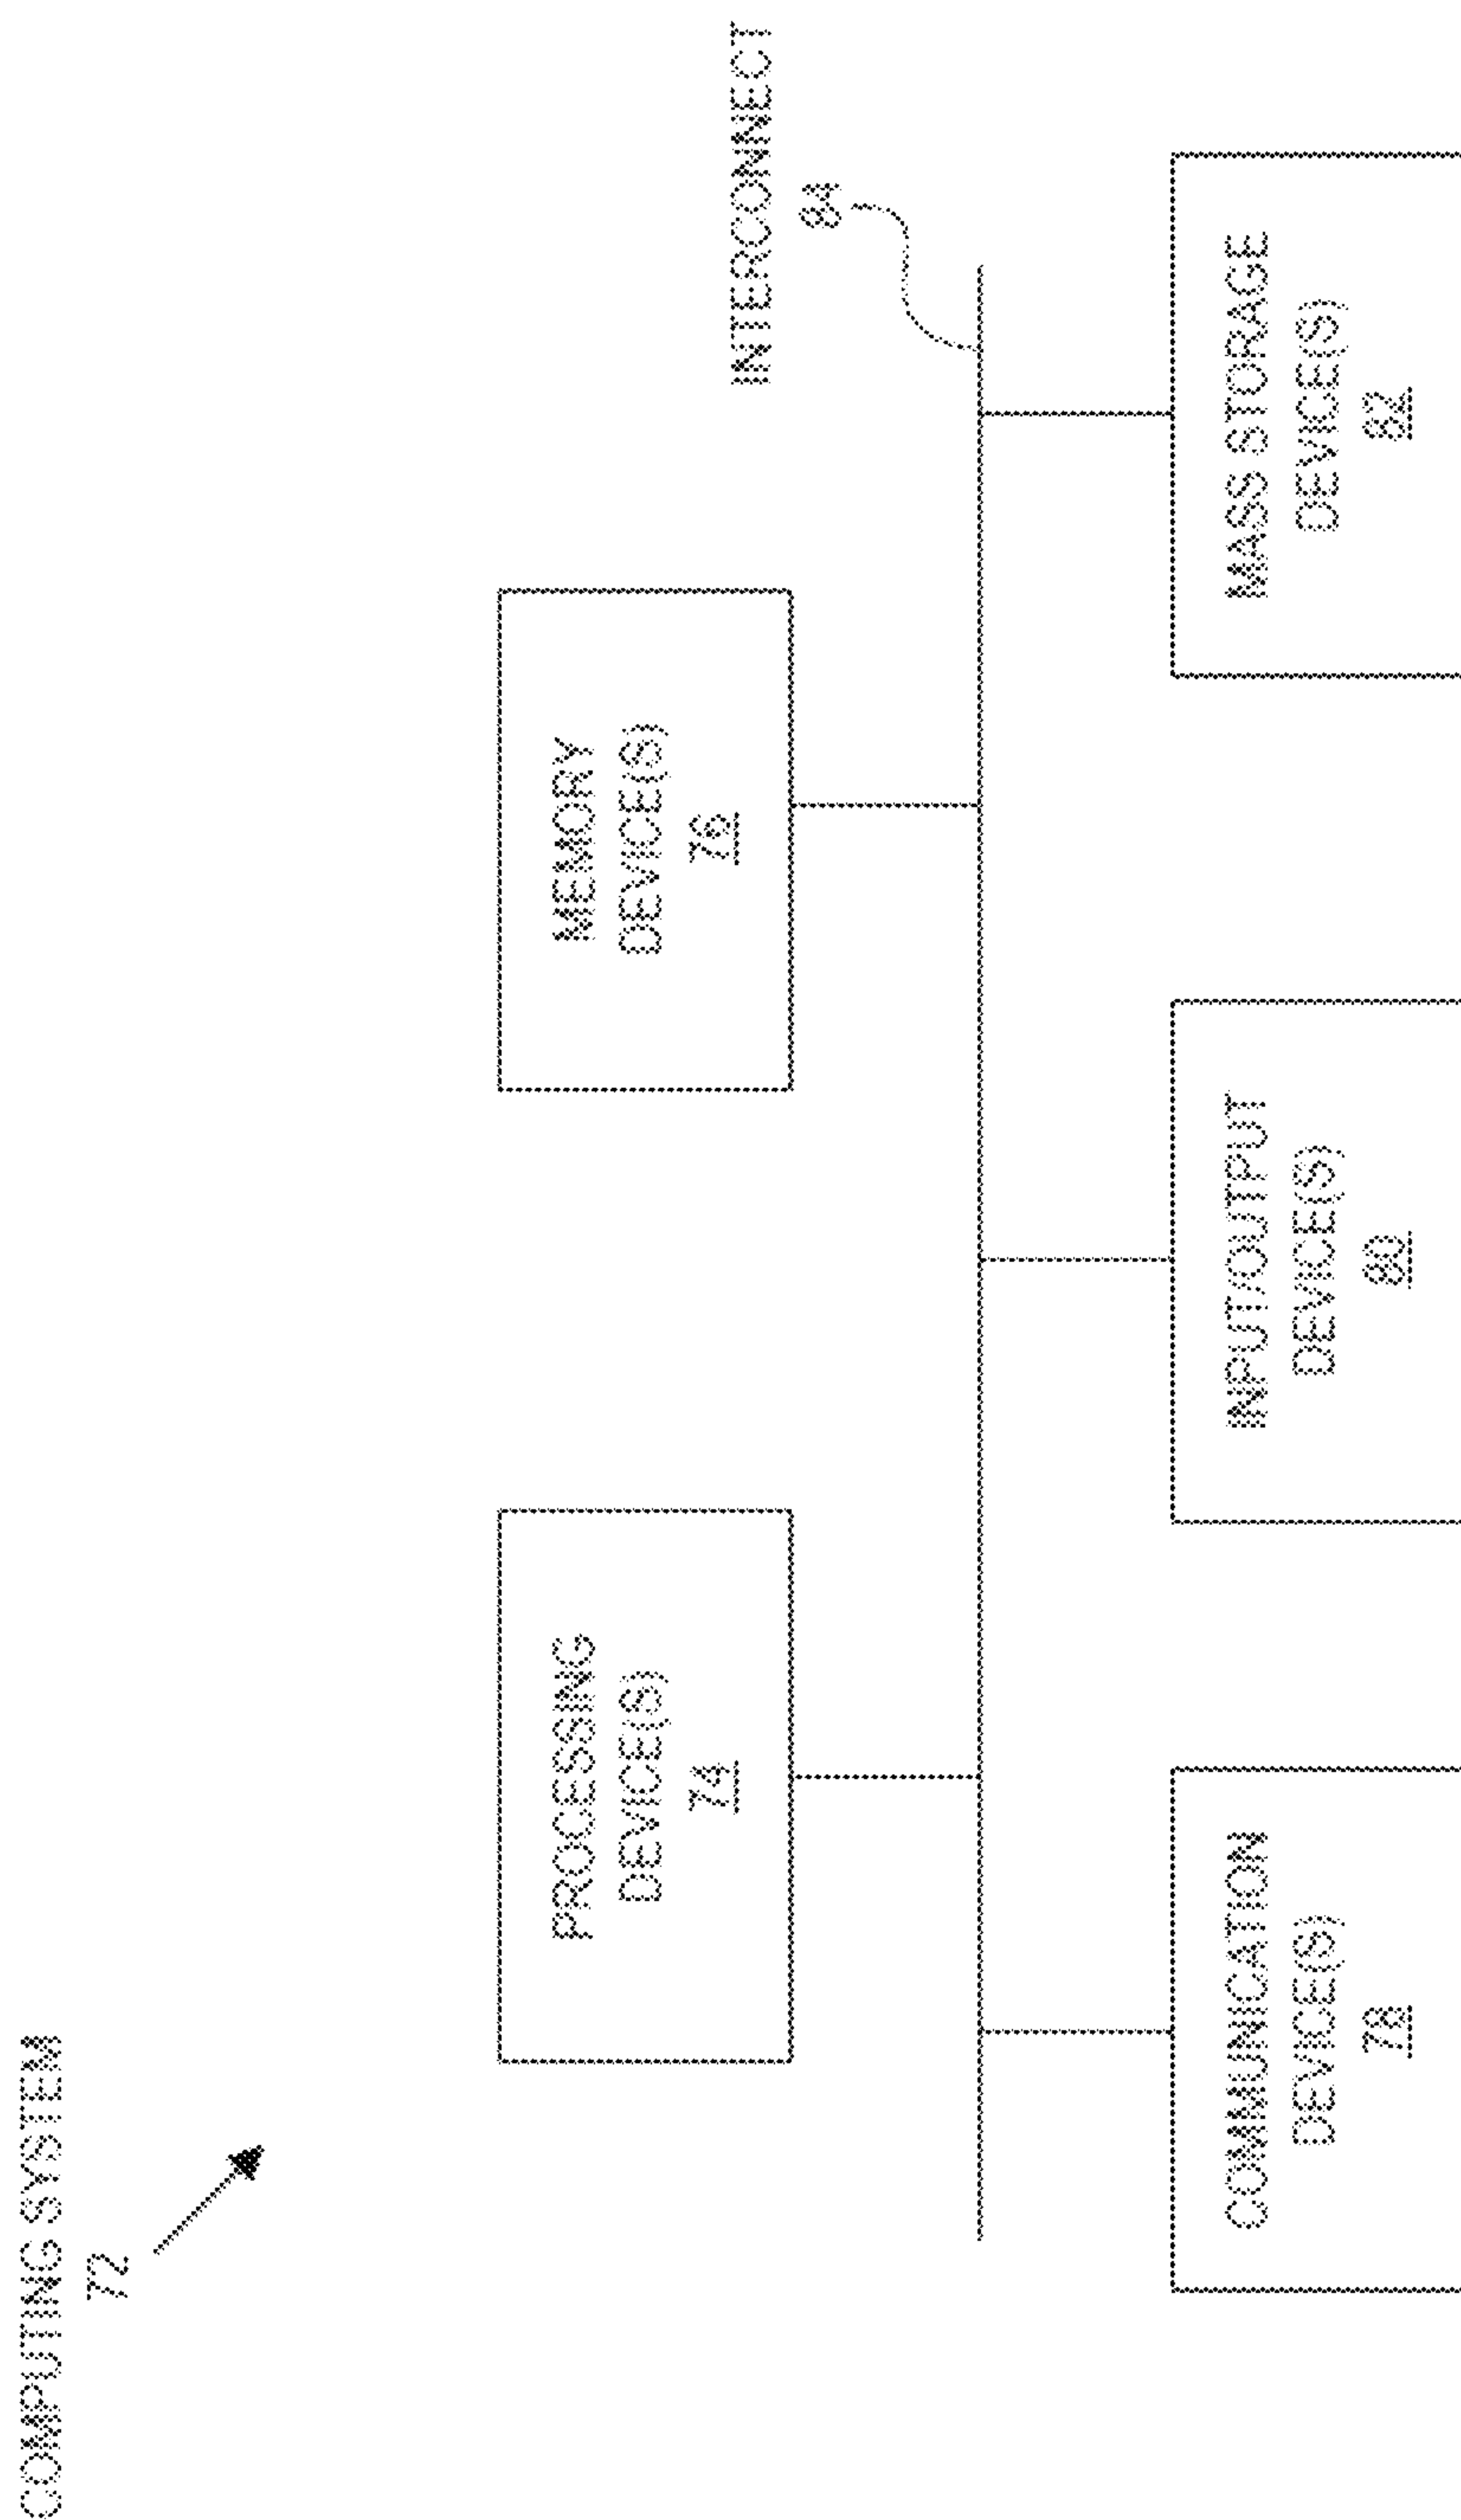 COMPUTING SYSTEM
72
PROCESSING
DEVICE(S)
74
MEMORY
DEVICE(S)
76
INTERCONNECT
84
COMMUNICATION
DEVICE(S)
78
INPUT/OUTPUT
DEVICE(S)
80
MASS STORAGE
DEVICE(S)
82